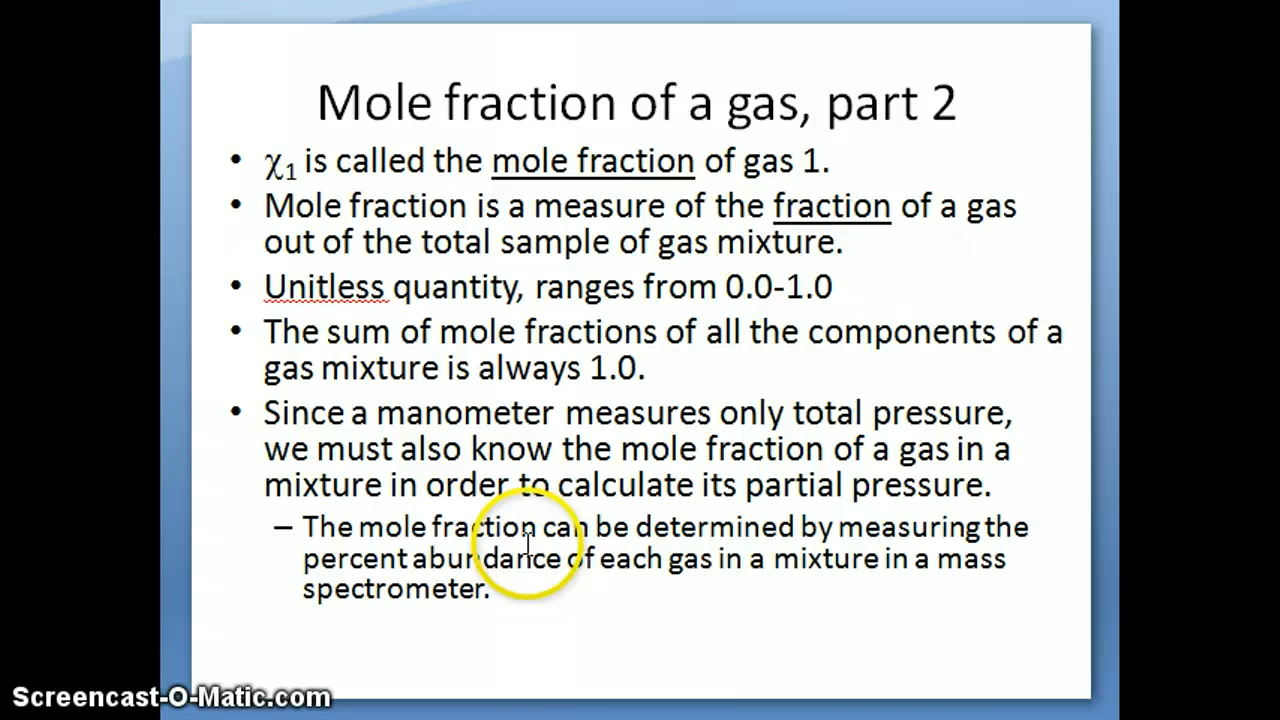 Mole fraction of a gas, part 2
• χ₁ is called the mole fraction of gas 1.
• Mole fraction is a measure of the fraction of a gas
out of the total sample of gas mixture.
• Unitless quantity, ranges from 0.0-1.0
• The sum of mole fractions of all the components of a
gas mixture is always 1.0.
• Since a manometer measures only total pressure,
we must also know the mole fraction of a gas in a
mixture in order to calculate its partial pressure.
– The mole fraction can be determined by measuring the
percent abundance of each gas in a mixture in a mass
spectrometer.
Screencast-O-Matic.com